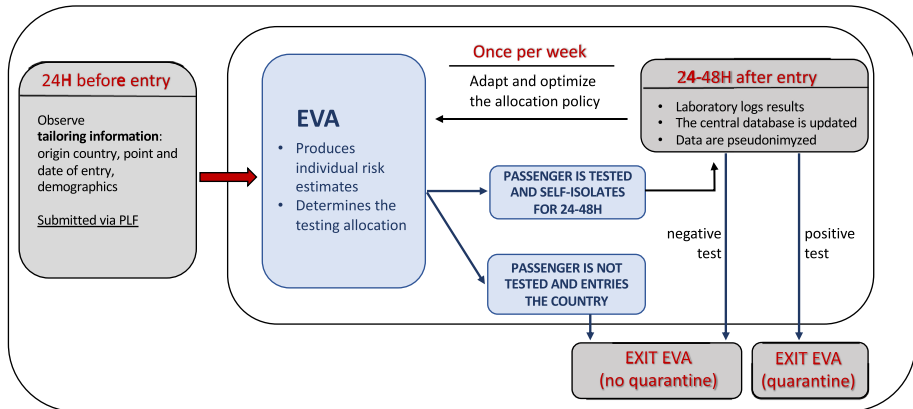 24H before entry
Observe
tailoring information:
origin country, point and
date of entry,
demographics
Submitted via PLF
EVA
• Produces
individual risk
estimates
• Determines the
testing allocation
Once per week
Adapt and optimize
the allocation policy
PASSENGER IS TESTED
AND SELF-ISOLATES
FOR 24-48H
PASSENGER IS NOT
TESTED AND ENTRIES
THE COUNTRY
24-48H after entry
• Laboratory logs results
• The central database is updated
• Data are pseudonimyzed
negative
test
positive
test
EXIT EVA
(no quarantine)
EXIT EVA
(quarantine)